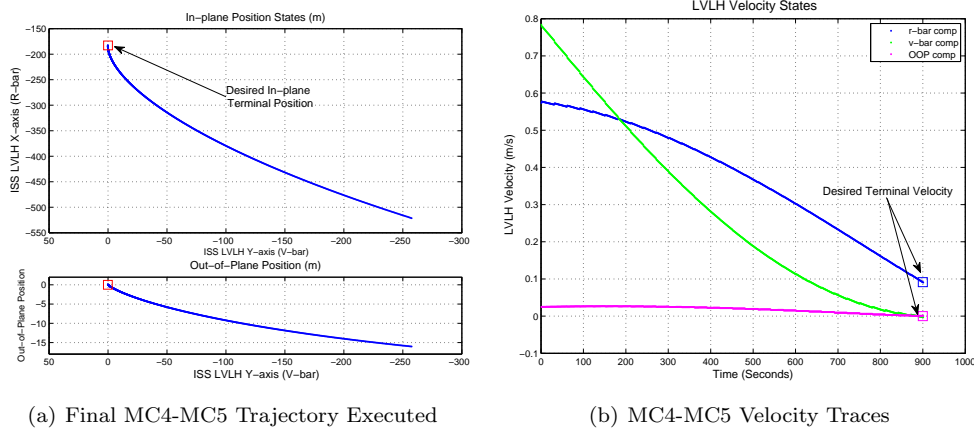 In−plane Position States (m)
−150
−200
−250
−300
−350
−400
−450
−500
−550
ISS LVLH X−axis (R−bar)
Desired In−plane
Terminal Position
50
0
−50
−100
−150
−200
−250
−300
ISS LVLH Y−axis (V−bar)
Out−of−Plane Position (m)
0
−5
−10
−15
Out−of−Plane Position
50
0
−50
−100
−150
−200
−250
−300
ISS LVLH Y−axis (V−bar)
(a) Final MC4-MC5 Trajectory Executed
LVLH Velocity States
0.8
0.7
0.6
0.5
0.4
0.3
0.2
0.1
0
−0.1
LVLH Velocity (m/s)
r−bar comp
v−bar comp
OOP comp
Desired Terminal Velocity
0
100
200
300
400
500
600
700
800
900
1000
Time (Seconds)
(b) MC4-MC5 Velocity Traces